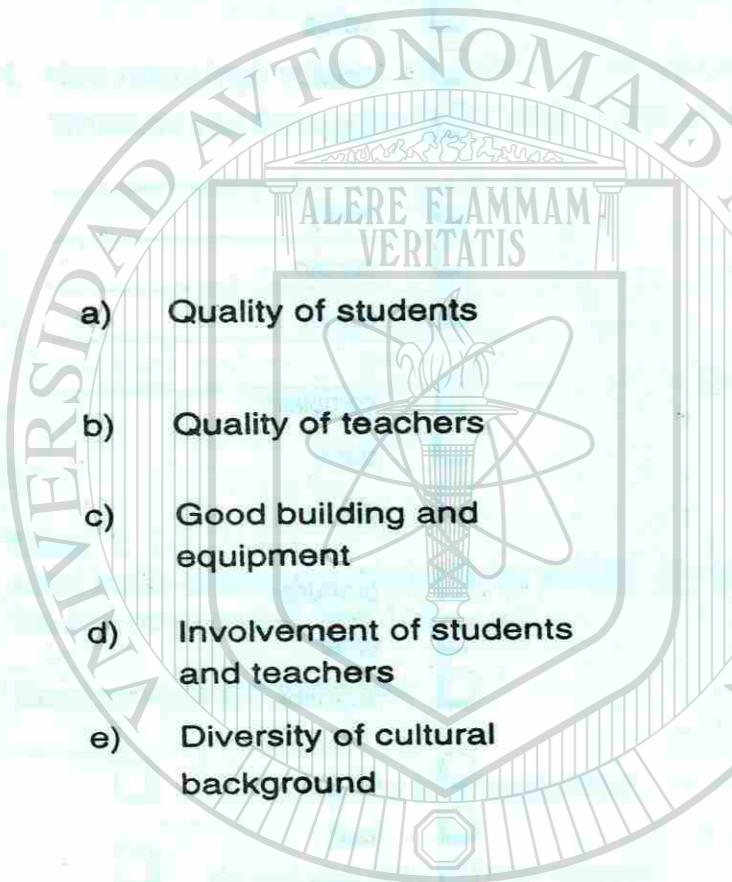 UNIVERSIDAD AVTONOMA D
ALERE FLAMMAM
VERITATIS
a) Quality of students
b) Quality of teachers
c) Good building and
equipment
d) Involvement of students
and teachers
e) Diversity of cultural
background